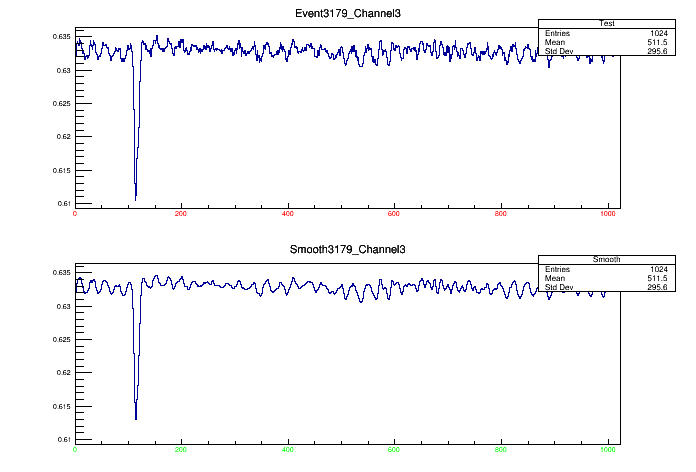 Event3179_Channel3
Test
Entries 1024
Mean 511.5
Std Dev 295.6
0.635
0.63
0.625
0.62
0.615
0.61
0 200 400 600 800 1000
Smooth3179_Channel3
Smooth
Entries 1024
Mean 511.5
Std Dev 295.6
0.635
0.63
0.625
0.62
0.615
0.61
0 200 400 600 800 1000